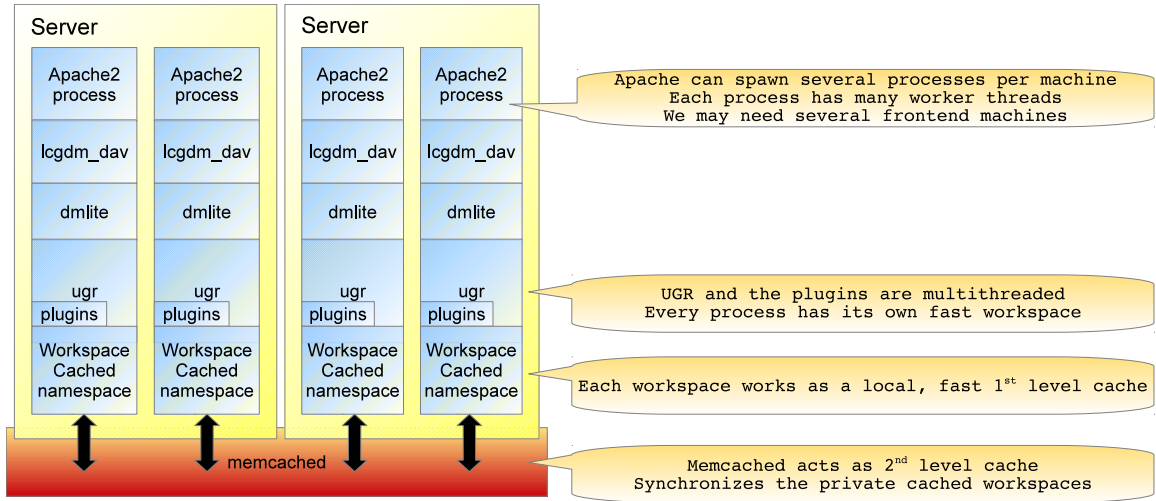 Server
Apache2
process
lcgdm_dav
dmlite
ugr
plugins
Workspace
Cached
namespace
Apache2
process
lcgdm_dav
dmlite
ugr
plugins
Workspace
Cached
namespace
Server
Apache2
process
lcgdm_dav
dmlite
ugr
plugins
Workspace
Cached
namespace
Apache2
process
lcgdm_dav
dmlite
ugr
plugins
Workspace
Cached
namespace
memcached
Apache can spawn several processes per machine
Each process has many worker threads
We may need several frontend machines
UGR and the plugins are multithreaded
Every process has its own fast workspace
Each workspace works as a local, fast 1st level cache
Memcached acts as 2nd level cache
Synchronizes the private cached workspaces